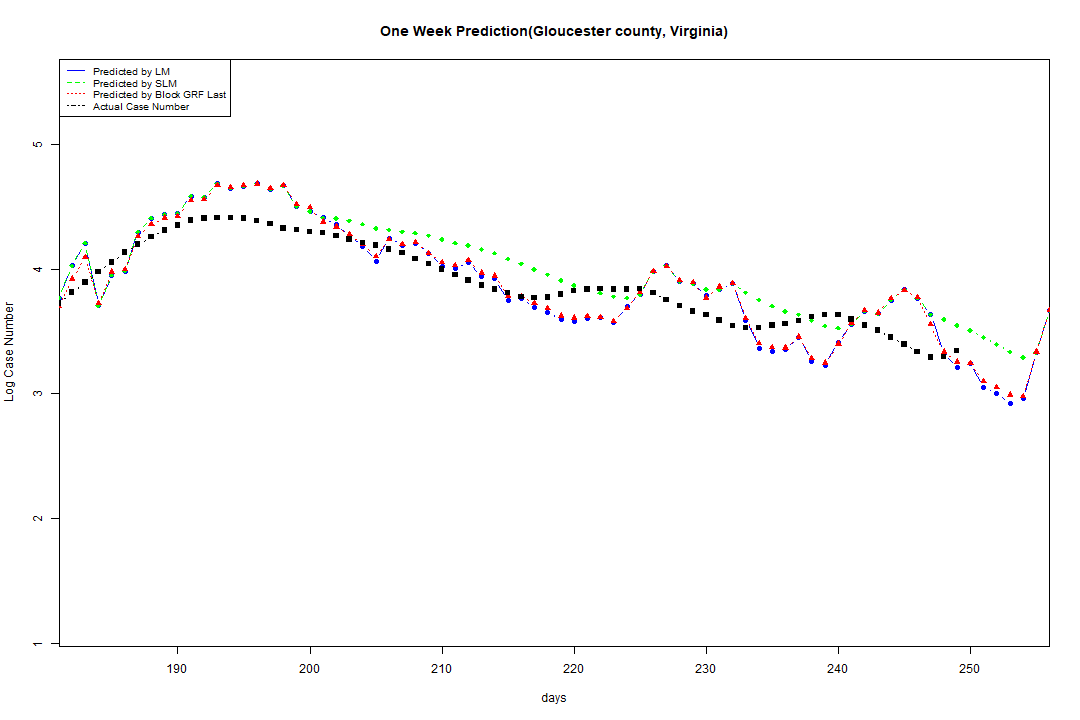 One Week Prediction(Gloucester county, Virginia)
Predicted by LM
Predicted by SLM
Predicted by Block GRF Last
Actual Case Number
5
4
3
2
1
Log Case Number
190 200 210 220 230 240 250
days